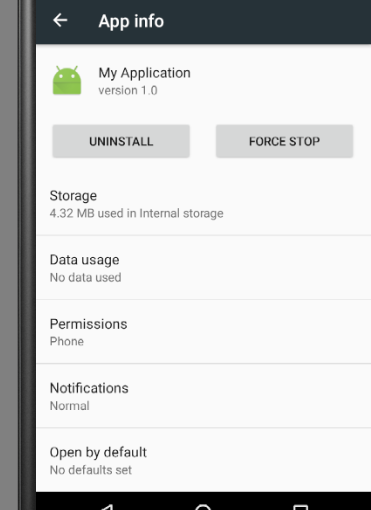 App info
My Application
version 1.0
UNINSTALL
FORCE STOP
Storage
4.32 MB used in Internal storage
Data usage
No data used
Permissions
Phone
Notifications
Normal
Open by default
No defaults set